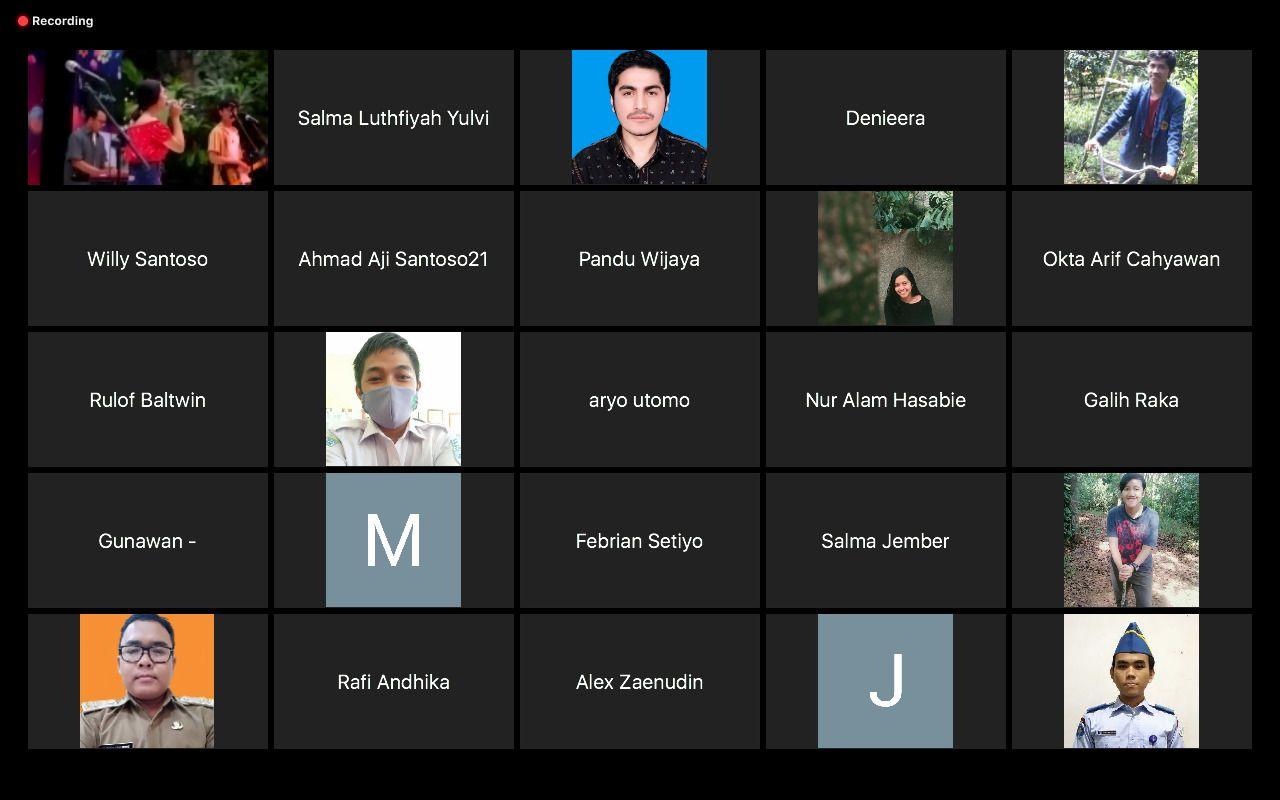 Recording
Salma Luthfiyah Yulvi
Denieera
Willy Santoso
Ahmad Aji Santoso21
Pandu Wijaya
Okta Arif Cahyawan
Rulof Baltwin
aryo utomo
Nur Alam Hasabie
Galih Raka
Gunawan -
M
Febrian Setiyo
Salma Jember
Rafi Andhika
Alex Zaenudin
J